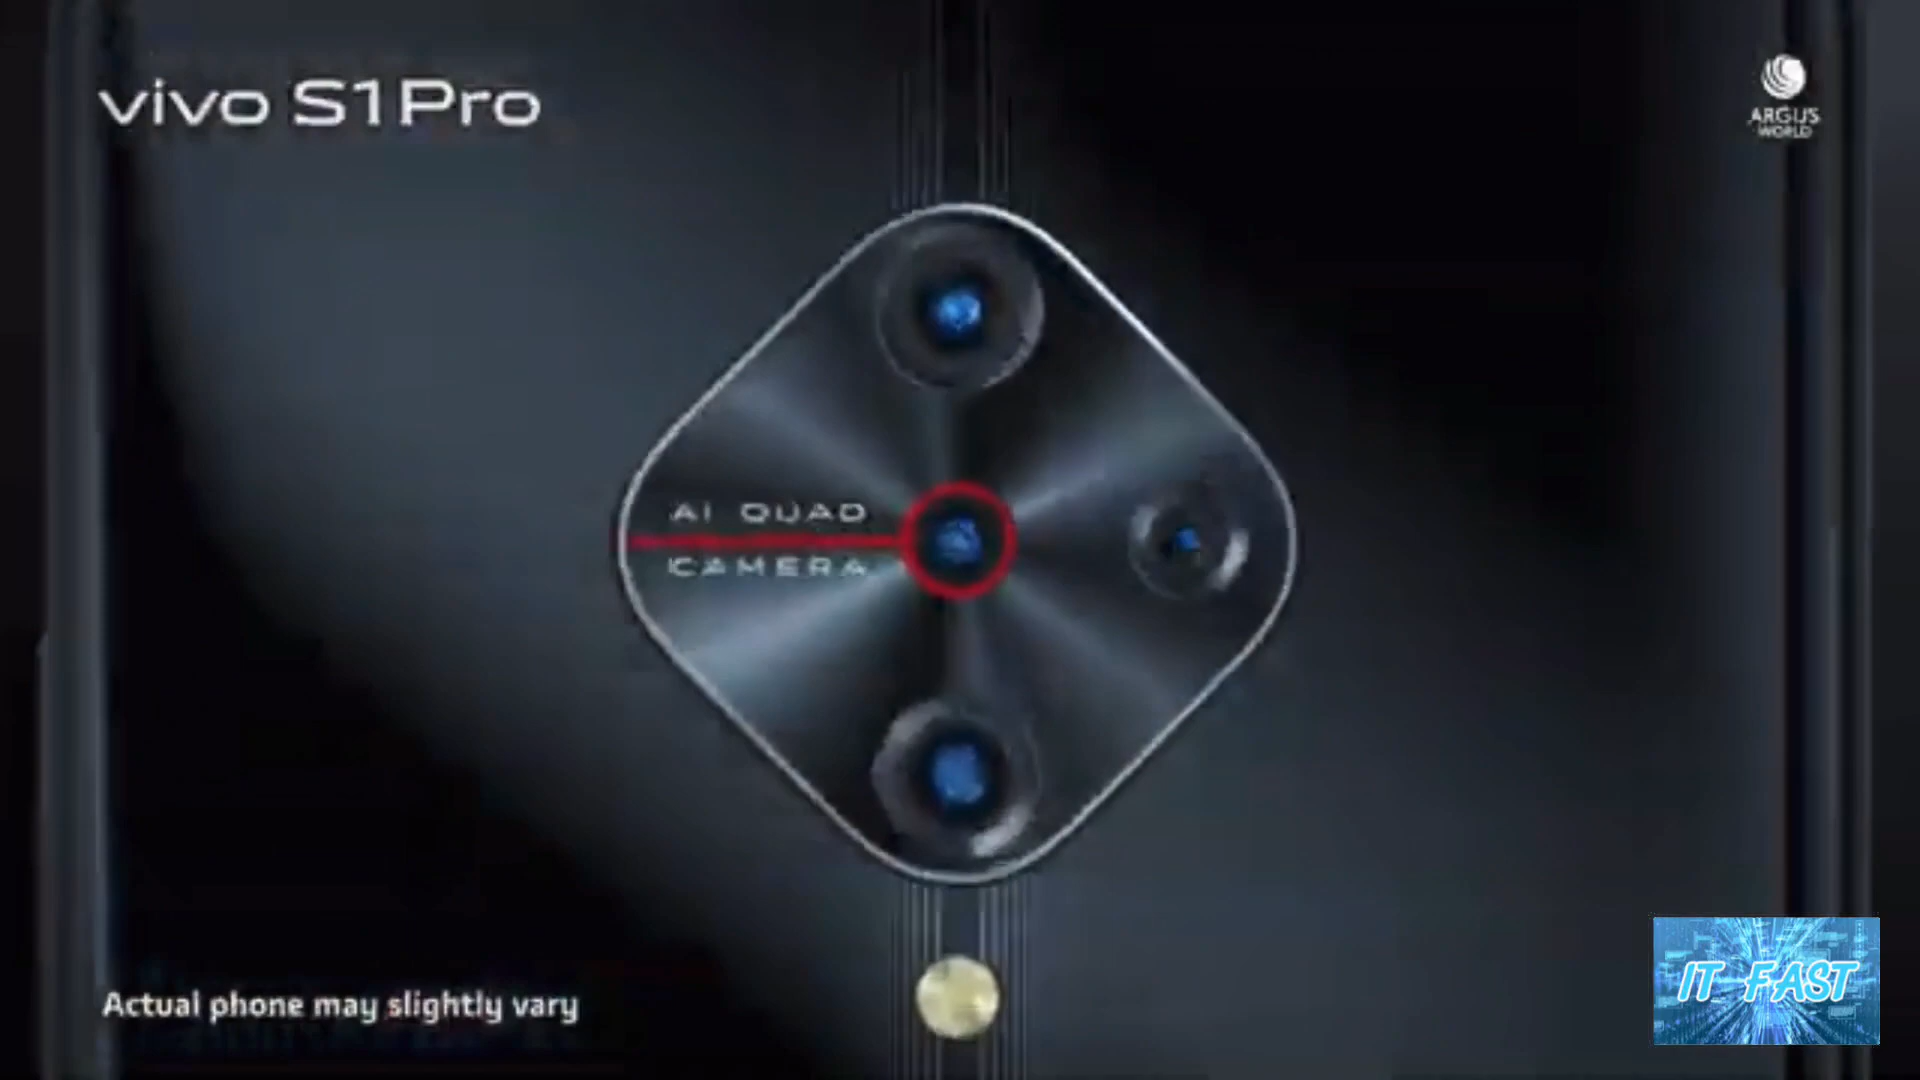 vivo S1Pro
ARGUS
WORLD
AI QUAD
CAMERA
Actual phone may slightly vary
IT FAST